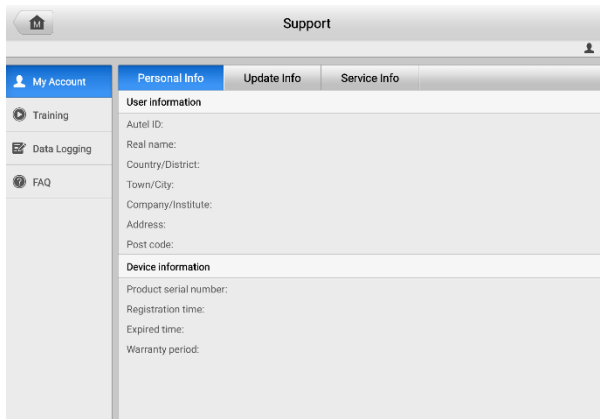 M
Support
My Account
Training
Data Logging
FAQ
Personal Info
Update Info
Service Info
User information
Autel ID:
Real name:
Country/District:
Town/City:
Company/Institute:
Address:
Post code:
Device information
Product serial number:
Registration time:
Expired time:
Warranty period: